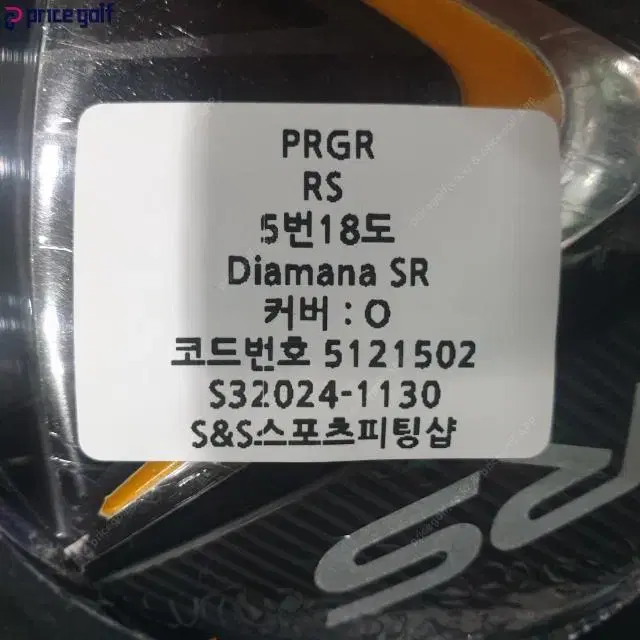 price golf
PRGR
RS
5번18도
Diamana SR
커버 : O
코드번호 5121502
S32024-1130
S&S스포츠피팅샵
RS